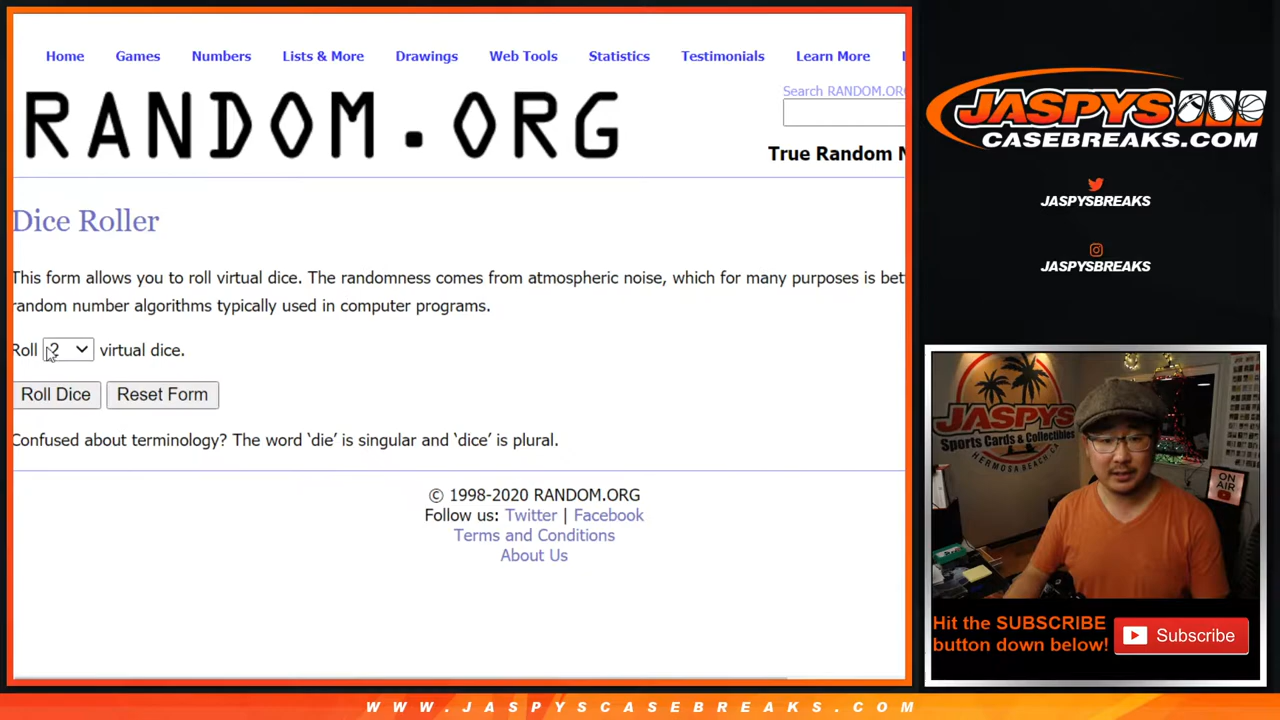 Home Games Numbers Lists & More Drawings Web Tools Statistics Testimonials Learn More
RANDOM.ORG
Search RANDOM.ORG
True Random N
Dice Roller
This form allows you to roll virtual dice. The randomness comes from atmospheric noise, which for many purposes is bet
random number algorithms typically used in computer programs.
Roll 2 virtual dice.
Roll Dice Reset Form
Confused about terminology? The word ‘die’ is singular and ‘dice’ is plural.
© 1998-2020 RANDOM.ORG
Follow us: Twitter | Facebook
Terms and Conditions
About Us
JASPYS
CASEBREAKS.COM
JASPYSBREAKS
JASPYSBREAKS
JASPYS
Sports Cards & Collectibles
HERMOSA BEACH, CA
ON AIR
Hit the SUBSCRIBE
button down below!
Subscribe
WWW.JASPYSCASEBREAKS.COM